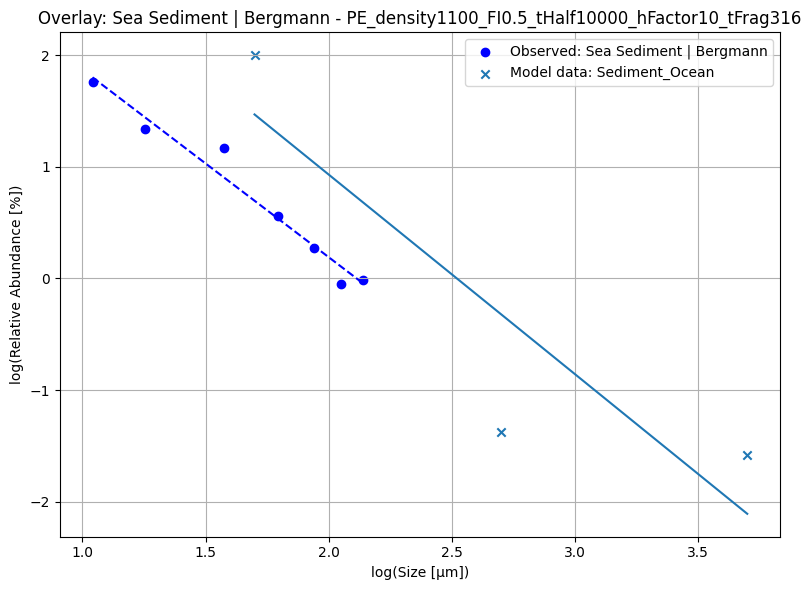 Overlay: Sea Sediment | Bergmann - PE_density1100_FI0.5_tHalf10000_hFactor10_tFrag316
Observed: Sea Sediment | Bergmann
Model data: Sediment_Ocean
log(Relative Abundance [%])
2
1
0
−1
−2
1.0 1.5 2.0 2.5 3.0 3.5
log(Size [μm])